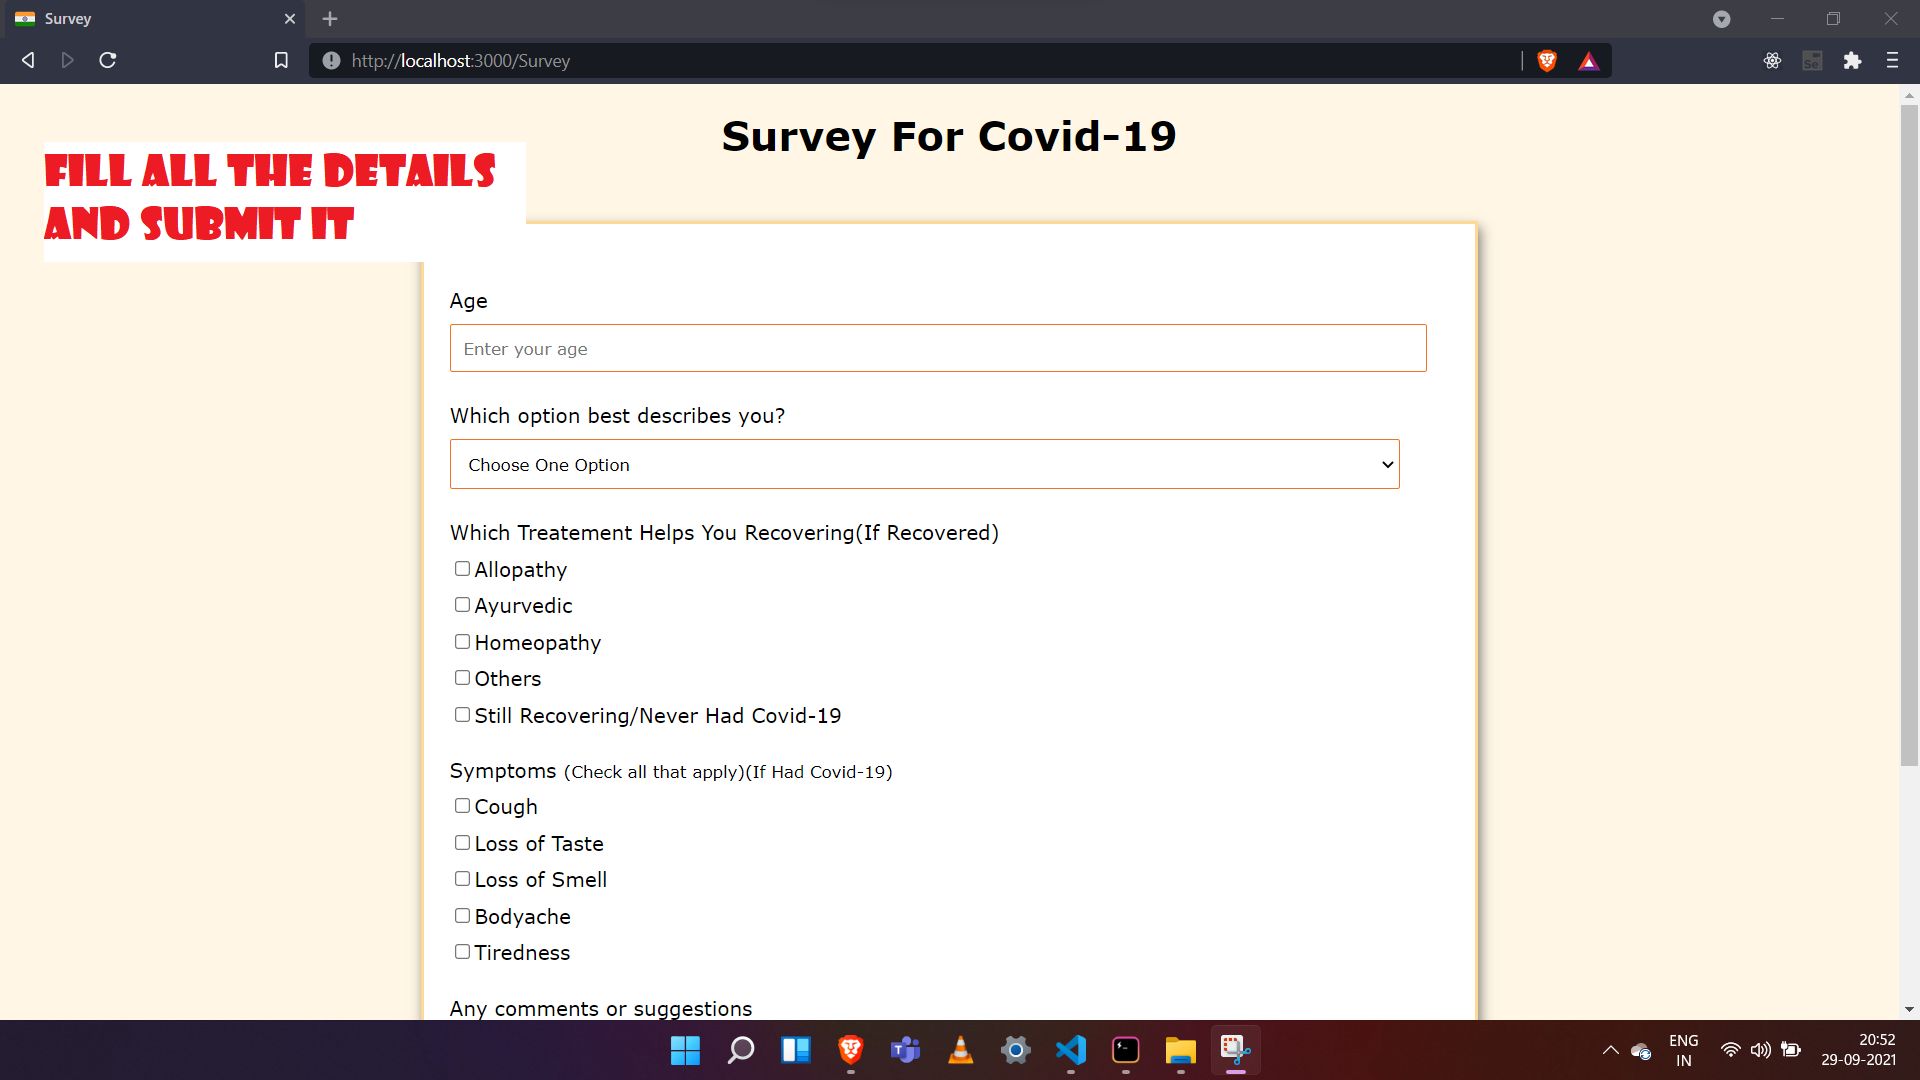 Survey
http://localhost:3000/Survey
Se
Survey For Covid-19
FILL ALL THE DETAILS
AND SUBMIT IT
Age
Enter your age
Which option best describes you?
Choose One Option
Which Treatement Helps You Recovering(If Recovered)
Allopathy
Ayurvedic
Homeopathy
Others
Still Recovering/Never Had Covid-19
Symptoms (Check all that apply)(If Had Covid-19)
Cough
Loss of Taste
Loss of Smell
Bodyache
Tiredness
Any comments or suggestions
ENG
IN
20:52
29-09-2021